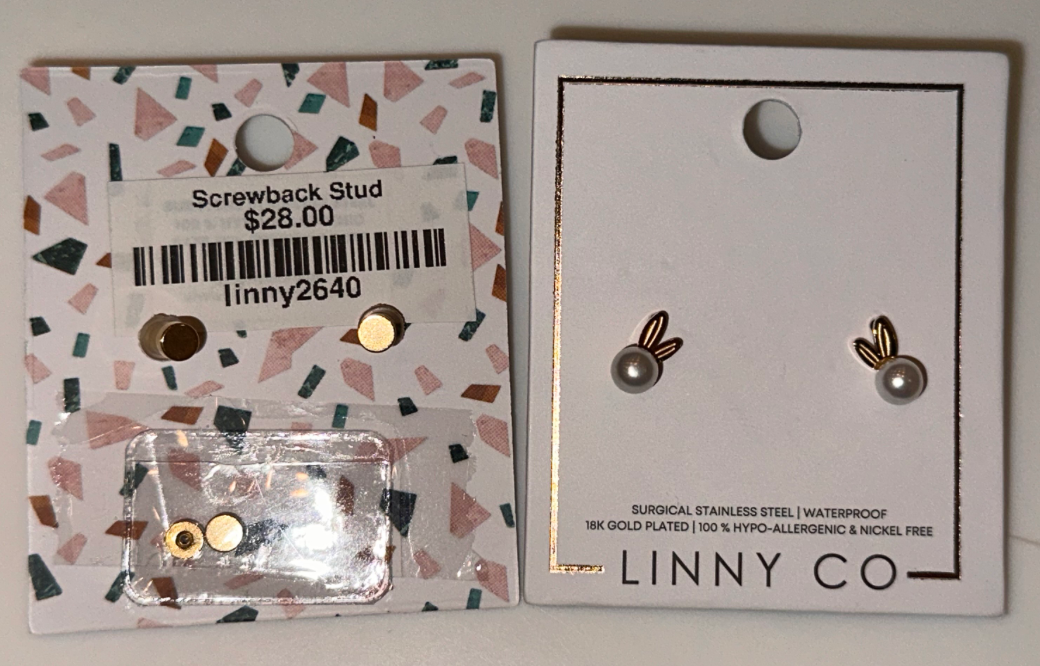 Screwback Stud
$28.00
linny2640
SURGICAL STAINLESS STEEL | WATERPROOF
18K GOLD PLATED | 100 % HYPO-ALLERGENIC & NICKEL FREE
LINNY CO